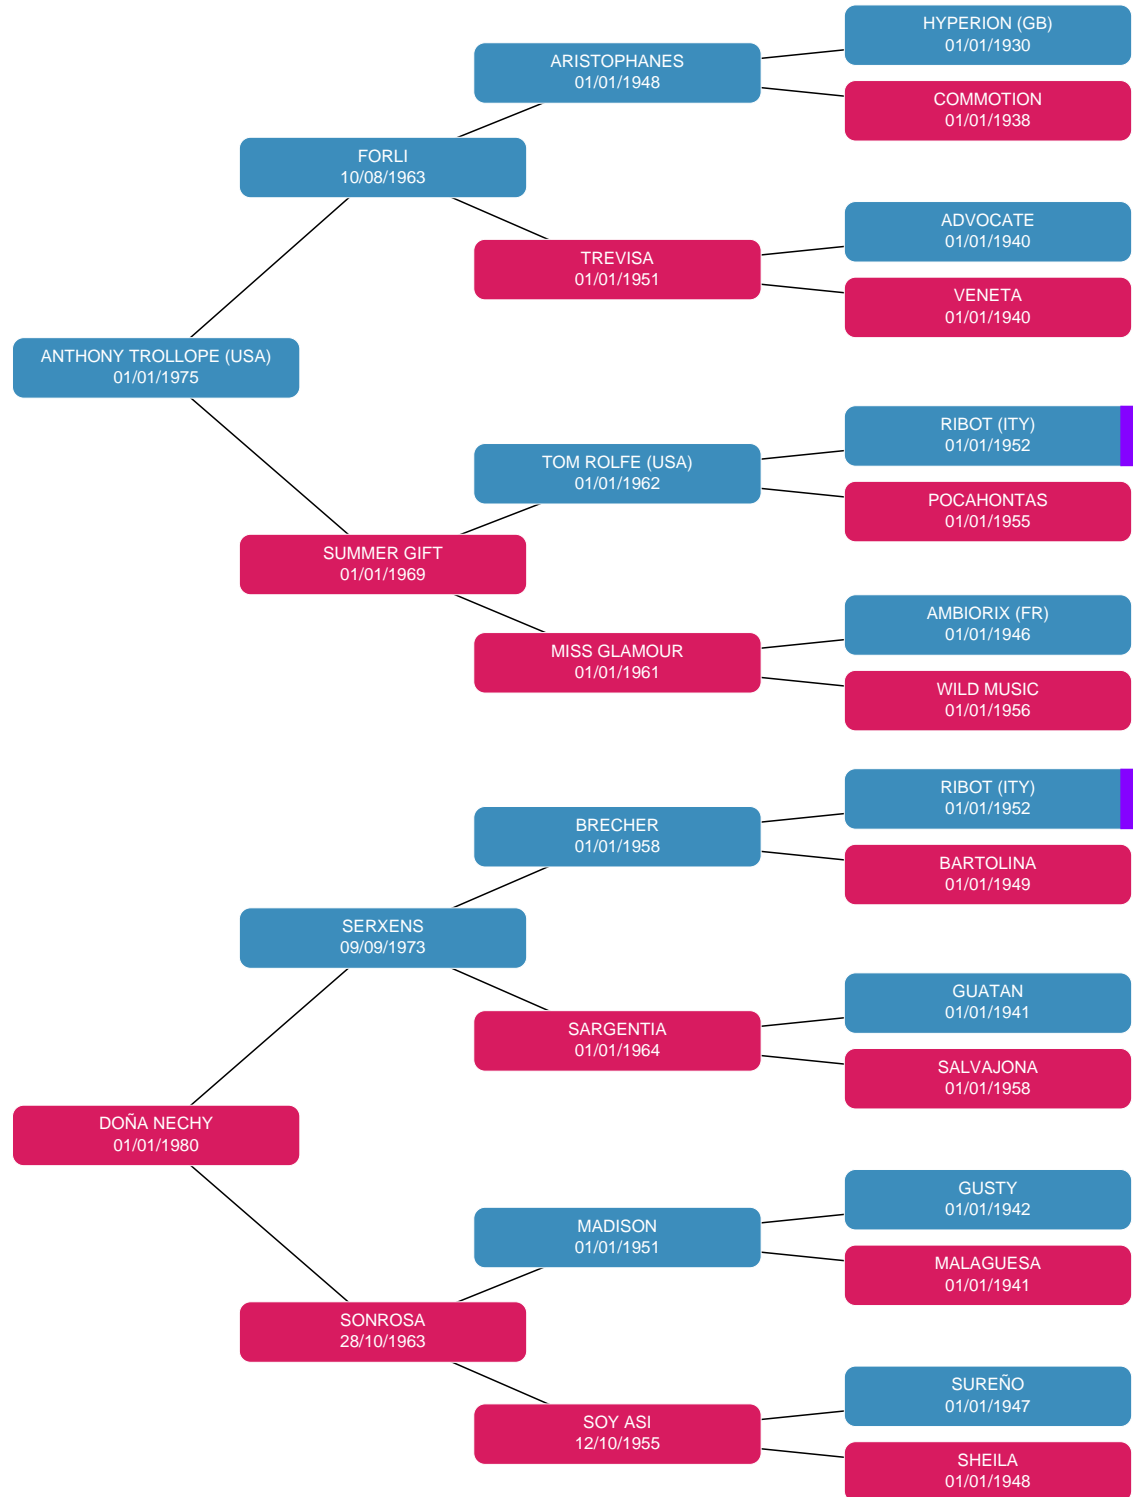 HYPERION (GB)
01/01/1930
ARISTOPHANES
01/01/1948
COMMOTION
01/01/1938
FORLI
10/08/1963
ADVOCATE
01/01/1940
TREVISA
01/01/1951
VENETA
01/01/1940
ANTHONY TROLLOPE (USA)
01/01/1975
RIBOT (ITY)
01/01/1952
TOM ROLFE (USA)
01/01/1962
POCAHONTAS
01/01/1955
SUMMER GIFT
01/01/1969
AMBIORIX (FR)
01/01/1946
MISS GLAMOUR
01/01/1961
WILD MUSIC
01/01/1956
RIBOT (ITY)
01/01/1952
BRECHER
01/01/1958
BARTOLINA
01/01/1949
SERXENS
09/09/1973
GUATAN
01/01/1941
SARGENTIA
01/01/1964
SALVAJONA
01/01/1958
DOÑA NECHY
01/01/1980
GUSTY
01/01/1942
MADISON
01/01/1951
MALAGUESA
01/01/1941
SONROSA
28/10/1963
SUREÑO
01/01/1947
SOY ASI
12/10/1955
SHEILA
01/01/1948